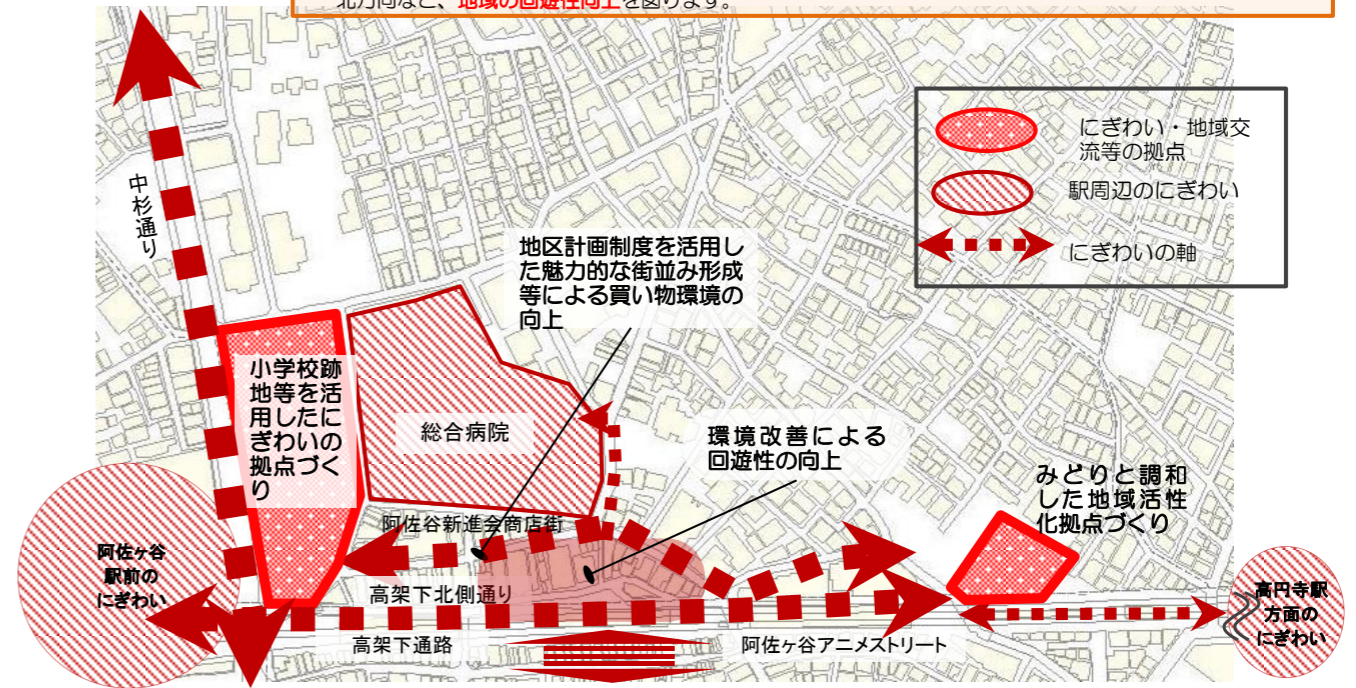 北方向など、地域の回遊性向上を図ります。
にぎわい・地域交
流等の拠点
駅周辺のにぎわい
にぎわいの軸
中杉通り
地区計画制度を活用し
た魅力的な街並み形成
等による買い物環境の
向上
小学校跡
地等を活
用したに
ぎわいの
拠点づく
り
総合病院
環境改善による
回遊性の向上
みどりと調和
した地域活性
化拠点づくり
阿佐谷新進会商店街
阿佐ヶ谷
駅前の
にぎわい
高架下北側通り
高円寺駅
方面の
にぎわい
高架下通路
阿佐ヶ谷アニメストリート